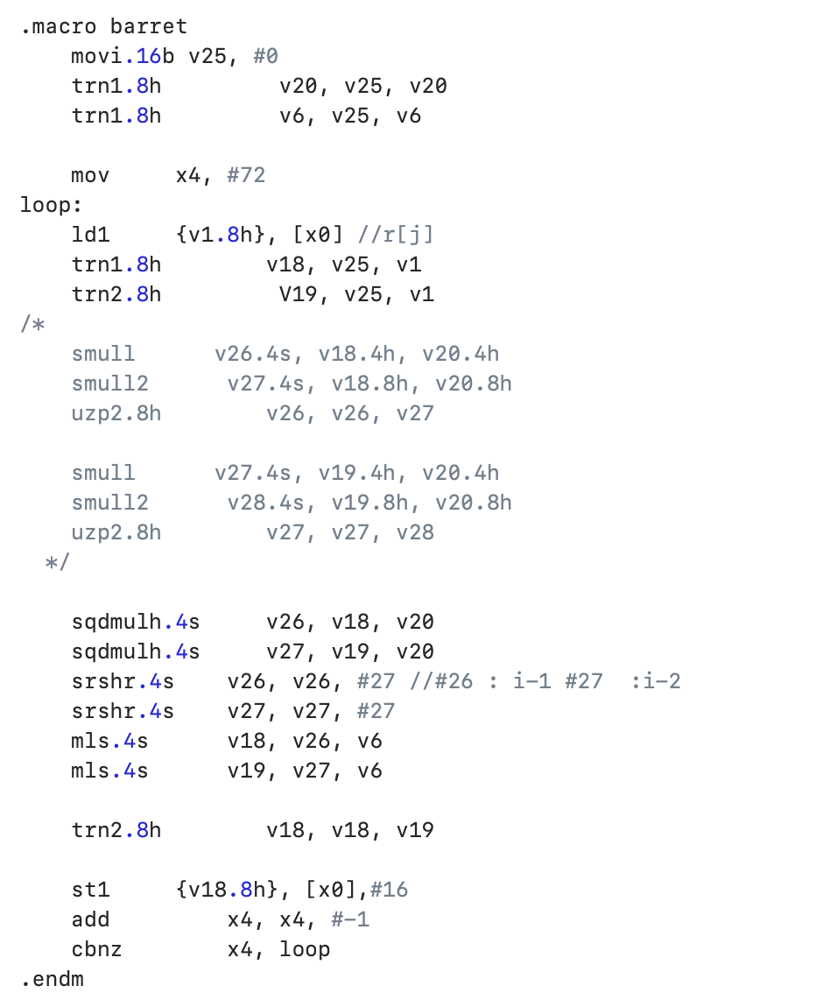 .macro barret
    movi.16b v25, #0
    trn1.8h         v20, v25, v20
    trn1.8h         v6, v25, v6

    mov     x4, #72
loop:
    ld1     {v1.8h}, [x0] //r[j]
    trn1.8h        v18, v25, v1
    trn2.8h         V19, v25, v1
/*
    smull      v26.4s, v18.4h, v20.4h
    smull2      v27.4s, v18.8h, v20.8h
    uzp2.8h        v26, v26, v27

    smull      v27.4s, v19.4h, v20.4h
    smull2      v28.4s, v19.8h, v20.8h
    uzp2.8h        v27, v27, v28
  */

    sqdmulh.4s     v26, v18, v20
    sqdmulh.4s     v27, v19, v20
    srshr.4s    v26, v26, #27 //#26 : i-1 #27  :i-2
    srshr.4s    v27, v27, #27
    mls.4s      v18, v26, v6
    mls.4s      v19, v27, v6

    trn2.8h        v18, v18, v19

    st1     {v18.8h}, [x0],#16
    add         x4, x4, #-1
    cbnz        x4, loop
.endm